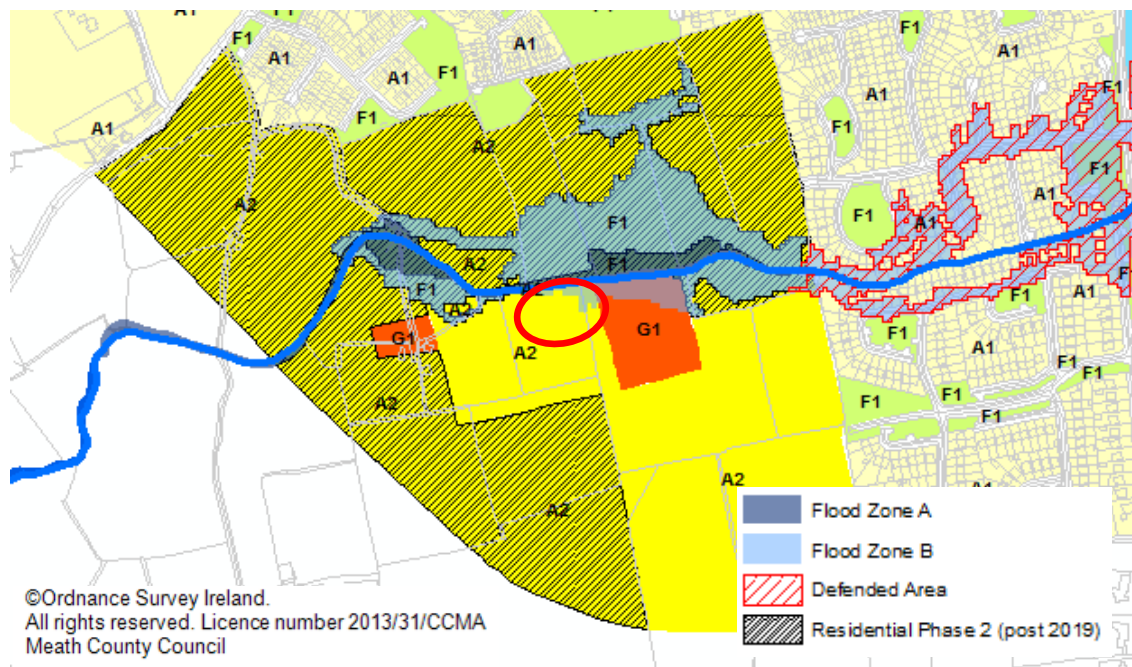 A1
F1
A1
A1
F1
A1
F1
A1
F1
A1
F1
F1
A2
F1
A2
F1
F1
A1
A1
F1
A2
F1
F1
A2
A2
A1
G1
G1
A2
F1
A1
F1
A2
F1
F1
A1
A2
A2
Flood Zone A
Flood Zone B
Defended Area
Residential Phase 2 (post 2019)
©Ordnance Survey Ireland.
All rights reserved. Licence number 2013/31/CCMA
Meath County Council